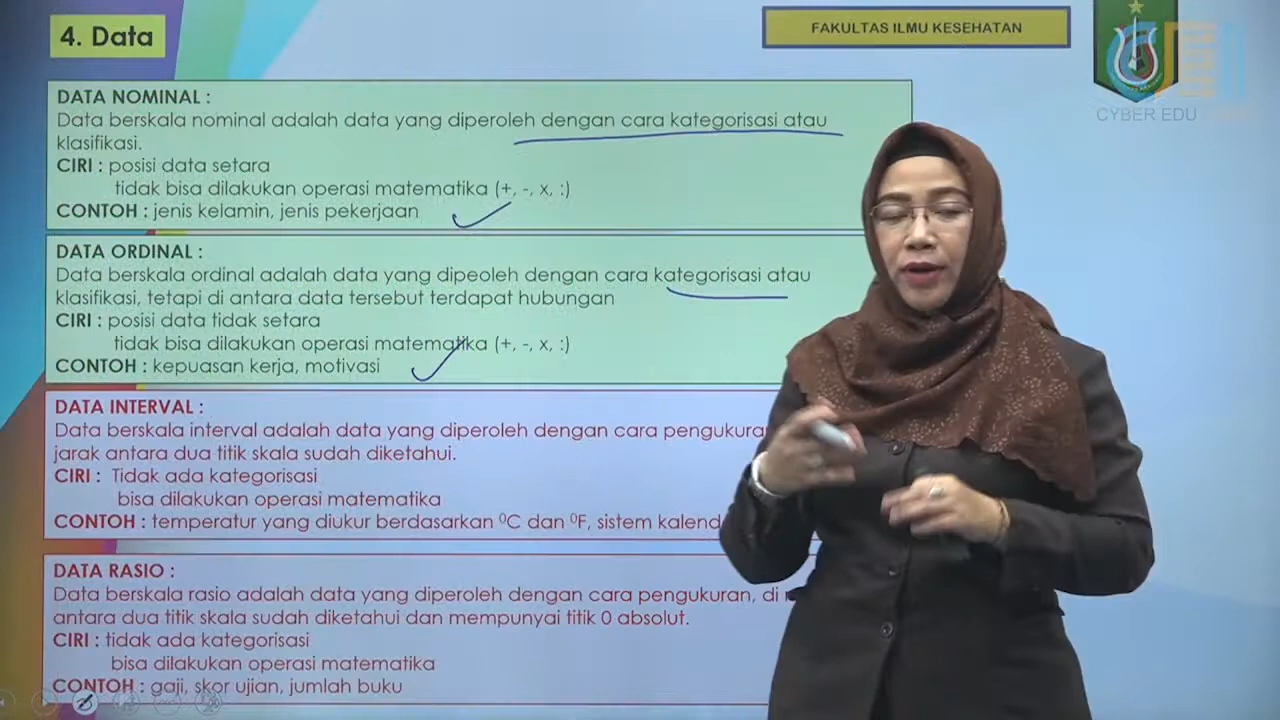 4. Data
FAKULTAS ILMU KESEHATAN
CYBER EDU
DATA NOMINAL :
Data berskala nominal adalah data yang diperoleh dengan cara kategorisasi atau
klasifikasi.
CIRI : posisi data setara
tidak bisa dilakukan operasi matematika (+, -, x, :)
CONTOH : jenis kelamin, jenis pekerjaan
DATA ORDINAL :
Data berskala ordinal adalah data yang dipeoleh dengan cara kategorisasi atau
klasifikasi, tetapi di antara data tersebut terdapat hubungan
CIRI : posisi data tidak setara
tidak bisa dilakukan operasi matematika (+, -, x, :)
CONTOH : kepuasan kerja, motivasi
DATA INTERVAL :
Data berskala interval adalah data yang diperoleh dengan cara
jarak antara dua titik skala sudah diketahui.
CIRI : Tidak ada kategorisasi
bisa dilakukan operasi matematika
CONTOH : temperatur yang diukur berdasarkan ⁰C dan ⁰F, sistem
DATA RASIO :
Data berskala rasio adalah data yang diperoleh dengan cara pengukuran, di
antara dua titik skala sudah diketahui dan mempunyai titik 0 absolut.
CIRI : tidak ada kategorisasi
bisa dilakukan operasi matematika
CONTOH : gaji, skor ujian, jumlah buku